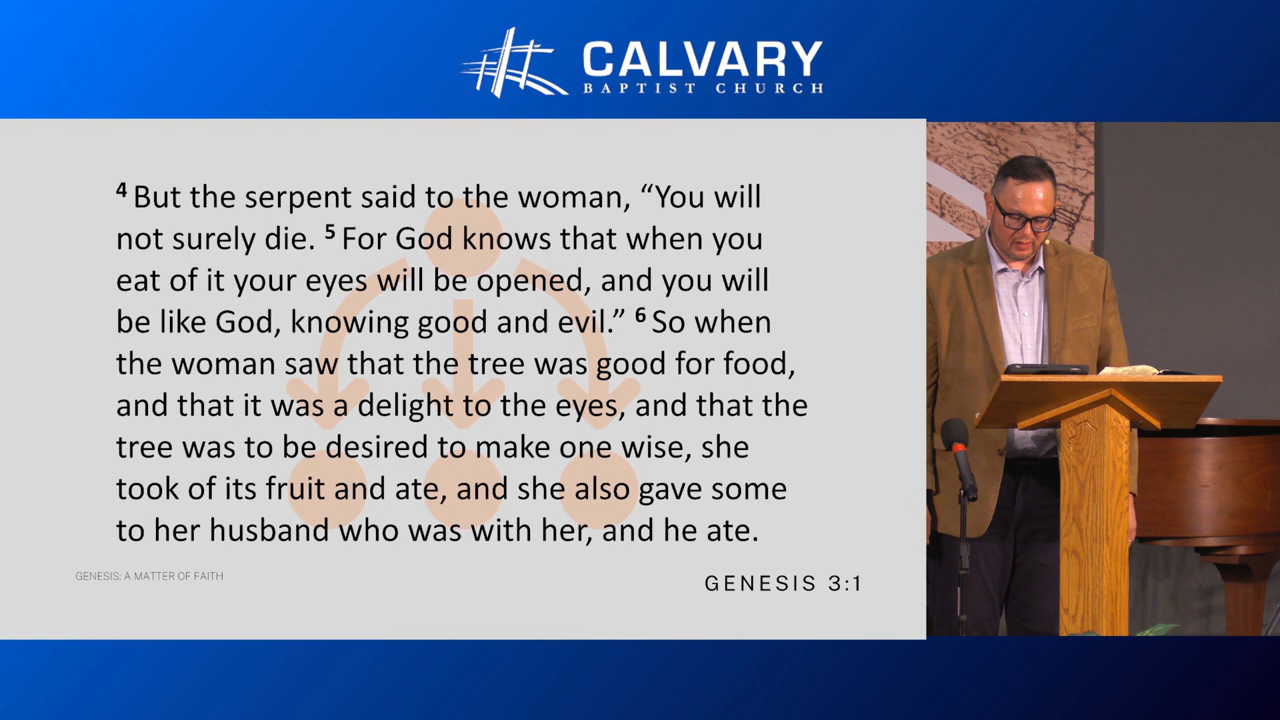 CALVARY
BAPTIST CHURCH
4 But the serpent said to the woman, “You will
not surely die. 5 For God knows that when you
eat of it your eyes will be opened, and you will
be like God, knowing good and evil.” 6 So when
the woman saw that the tree was good for food,
and that it was a delight to the eyes, and that the
tree was to be desired to make one wise, she
took of its fruit and ate, and she also gave some
to her husband who was with her, and he ate.
GENESIS: A MATTER OF FAITH
GENESIS 3:1